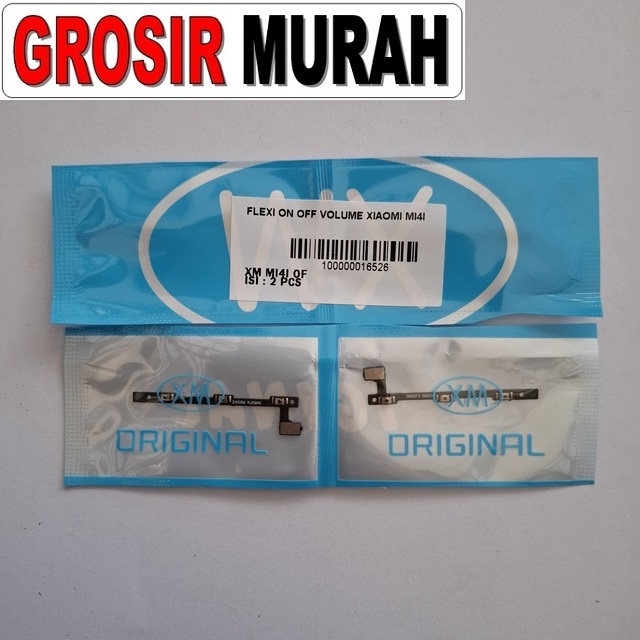 GROSIR MURAH
FLEXI ON OFF VOLUME XIAOMI MI4I
100000016526
XM MI4I OF
ISI : 2 PCS
XM
ORIGINAL
XM
ORIGINAL